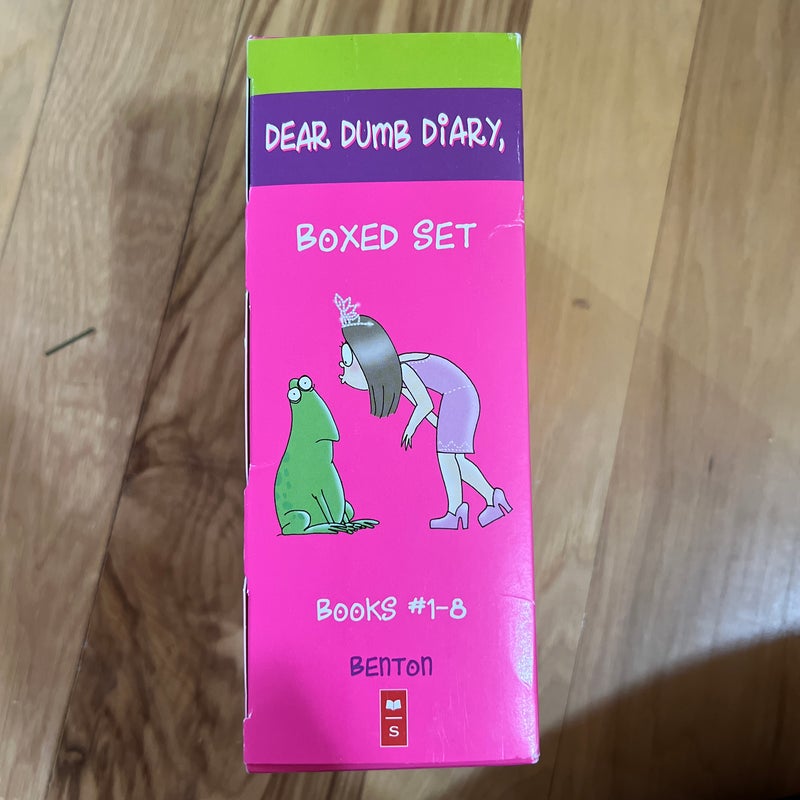 DEAR DUMB DiARY,
BOXED SET
BOOKS #1-8
BENTON
S